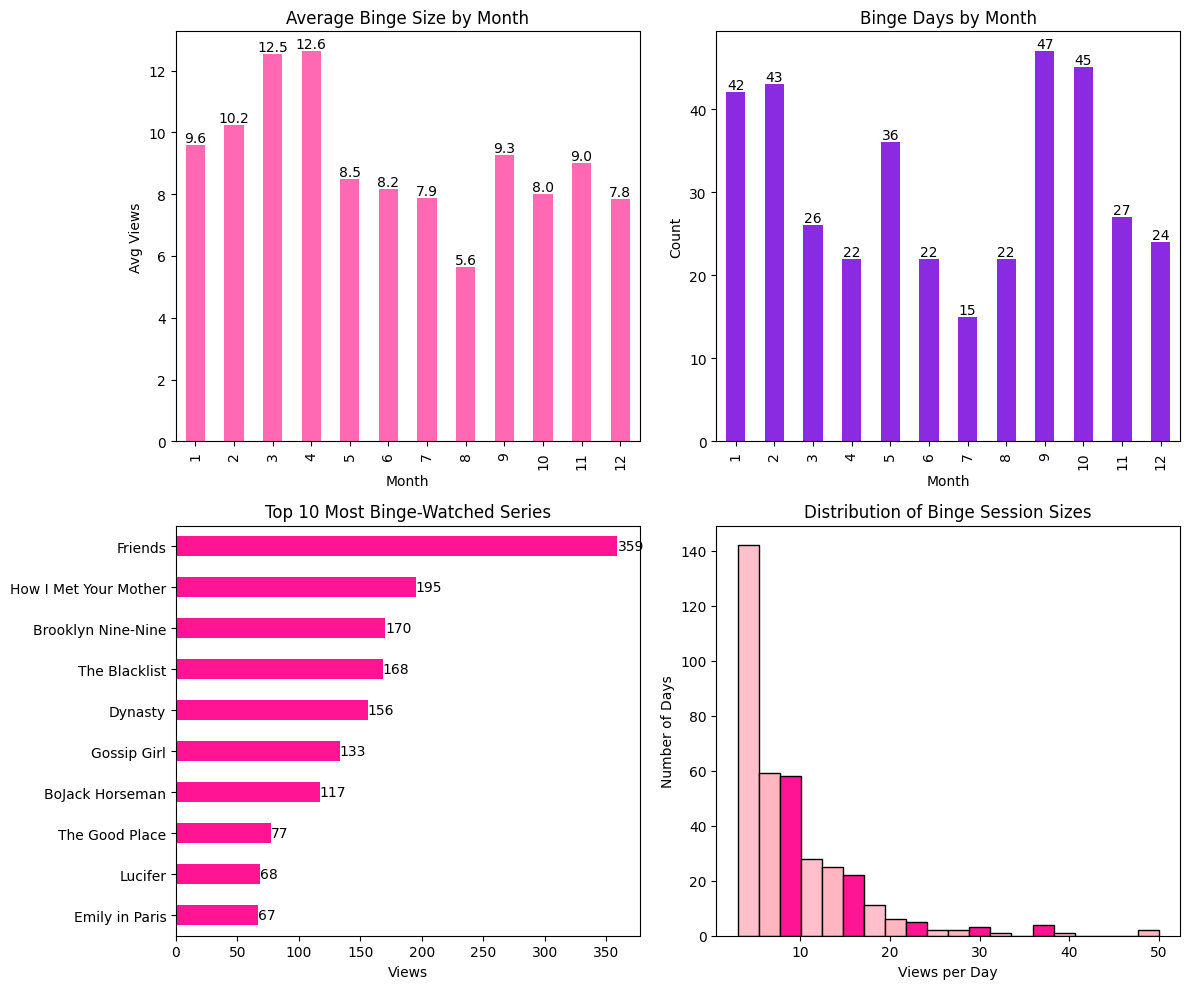 Average Binge Size by Month
Avg Views
12
10
8
6
4
2
0
9.6
10.2
12.5
12.6
8.5
8.2
7.9
5.6
9.3
8.0
9.0
7.8
1
2
3
4
5
6
7
8
9
10
11
12
Month
Binge Days by Month
Count
40
30
20
10
0
42
43
26
22
36
22
15
22
47
45
27
24
1
2
3
4
5
6
7
8
9
10
11
12
Month
Top 10 Most Binge-Watched Series
Friends 359
How I Met Your Mother 195
Brooklyn Nine-Nine 170
The Blacklist 168
Dynasty 156
Gossip Girl 133
BoJack Horseman 117
The Good Place 77
Lucifer 68
Emily in Paris 67
0 50 100 150 200 250 300 350
Views
Distribution of Binge Session Sizes
Number of Days
140
120
100
80
60
40
20
0
10 20 30 40 50
Views per Day